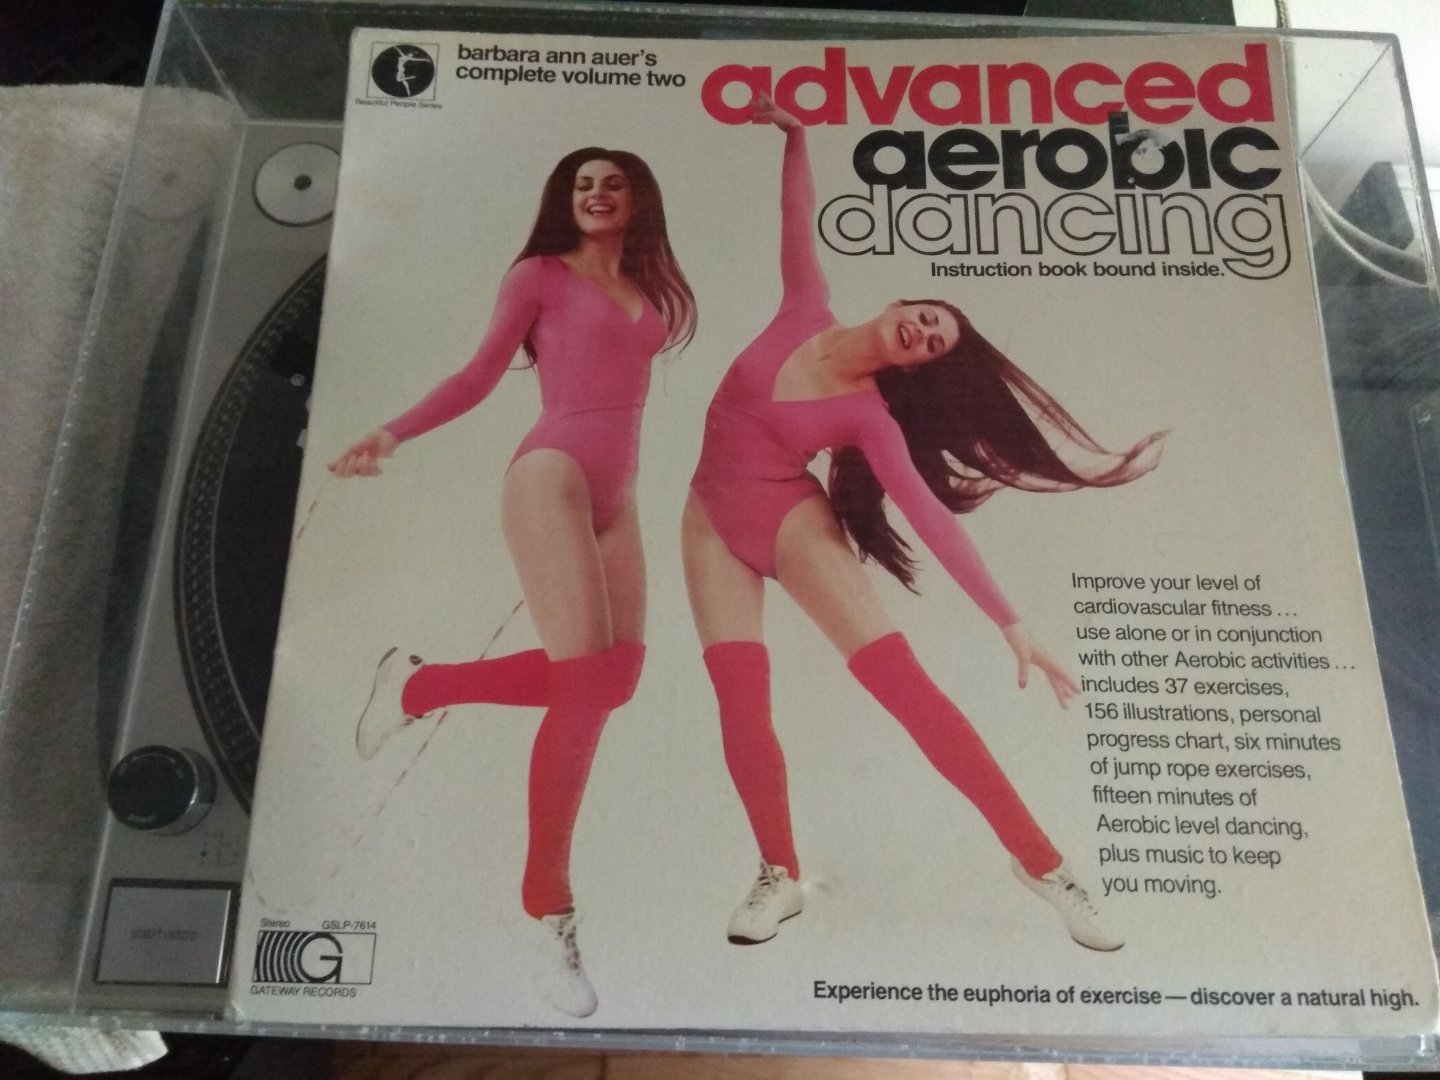 barbara ann auer's
complete volume two
Beautiful People Series
advanced
aerobic
dancing
Instruction book bound inside.
Improve your level of
cardiovascular fitness ...
use alone or in conjunction
with other Aerobic activities ...
includes 37 exercises,
156 illustrations, personal
progress chart, six minutes
of jump rope exercises,
fifteen minutes of
Aerobic level dancing,
plus music to keep
you moving.
Stereo GSLP-7614
G
GATEWAY RECORDS
Experience the euphoria of exercise — discover a natural high.
start•stop